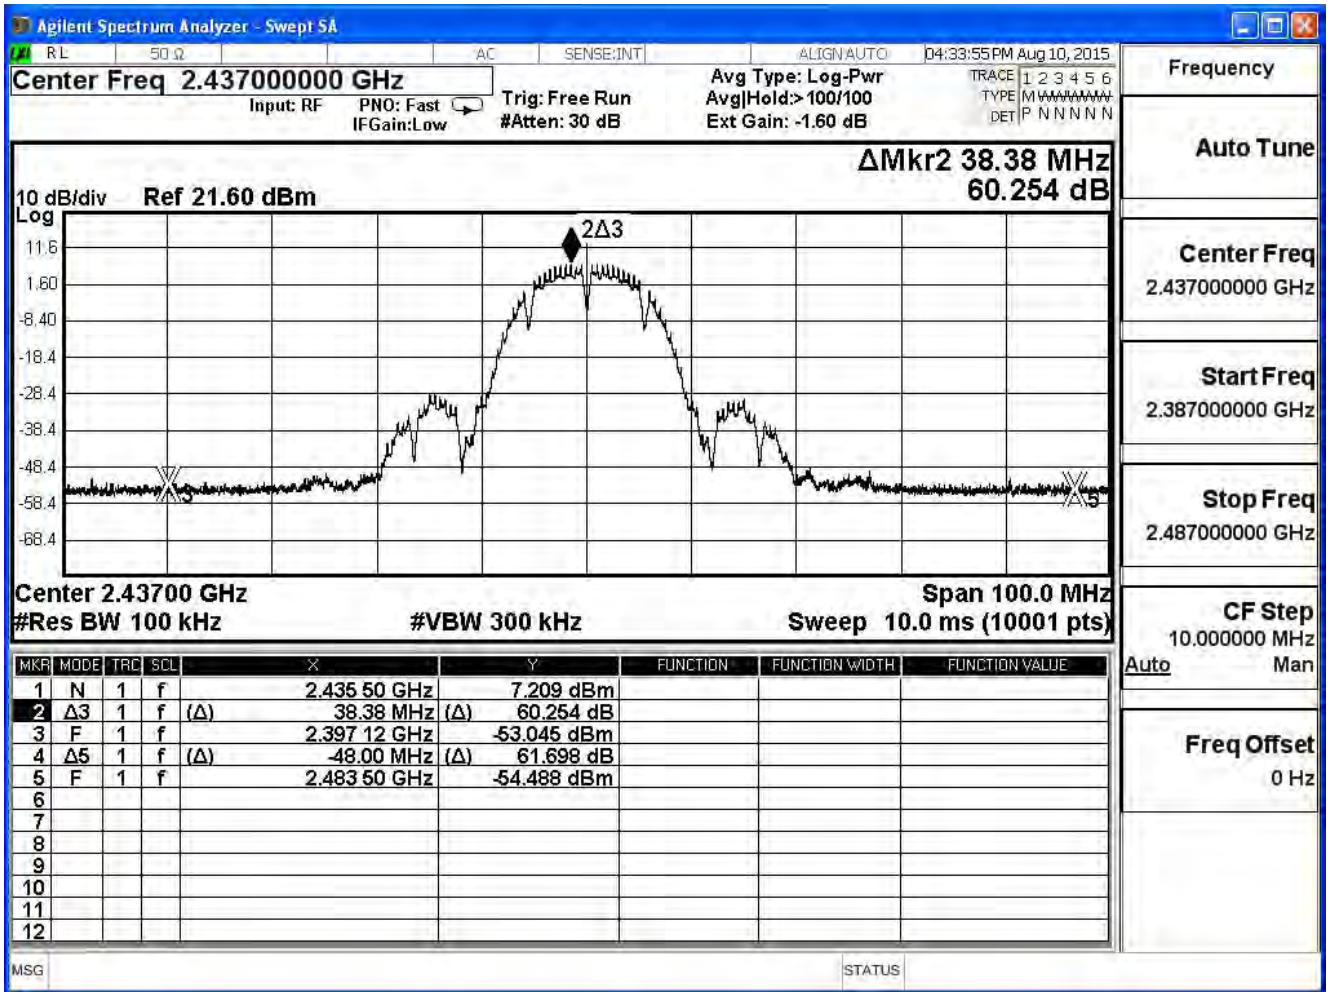 Agilent Spectrum Analyzer - Swept SA
LXI RL 50 Ω AC SENSE:INT ALIGN AUTO 04:33:55 PM Aug 10, 2015
Center Freq 2.437000000 GHz
Input: RF PNO: Fast IFGain:Low
Trig: Free Run #Atten: 30 dB
Avg Type: Log-Pwr
Avg|Hold:> 100/100
Ext Gain: -1.60 dB
TRACE 1 2 3 4 5 6
TYPE M WWWWW
DET P N N N N N
ΔMkr2 38.38 MHz
60.254 dB
10 dB/div Ref 21.60 dBm
Log
2Δ3
11.6
1.60
-8.40
-18.4
-28.4
-38.4
-48.4
-58.4
-68.4
3
5
Center 2.43700 GHz Span 100.0 MHz
#Res BW 100 kHz #VBW 300 kHz Sweep 10.0 ms (10001 pts)
MKR MODE TRC SCL X Y FUNCTION FUNCTION WIDTH FUNCTION VALUE
1 N 1 f 2.435 50 GHz 7.209 dBm
2 Δ3 1 f (Δ) 38.38 MHz (Δ) 60.254 dB
3 F 1 f 2.397 12 GHz -53.045 dBm
4 Δ5 1 f (Δ) -48.00 MHz (Δ) 61.698 dB
5 F 1 f 2.483 50 GHz -54.488 dBm
6
7
8
9
10
11
12
MSG STATUS
Frequency
Auto Tune
Center Freq
2.437000000 GHz
Start Freq
2.387000000 GHz
Stop Freq
2.487000000 GHz
CF Step
10.000000 MHz
Auto Man
Freq Offset
0 Hz